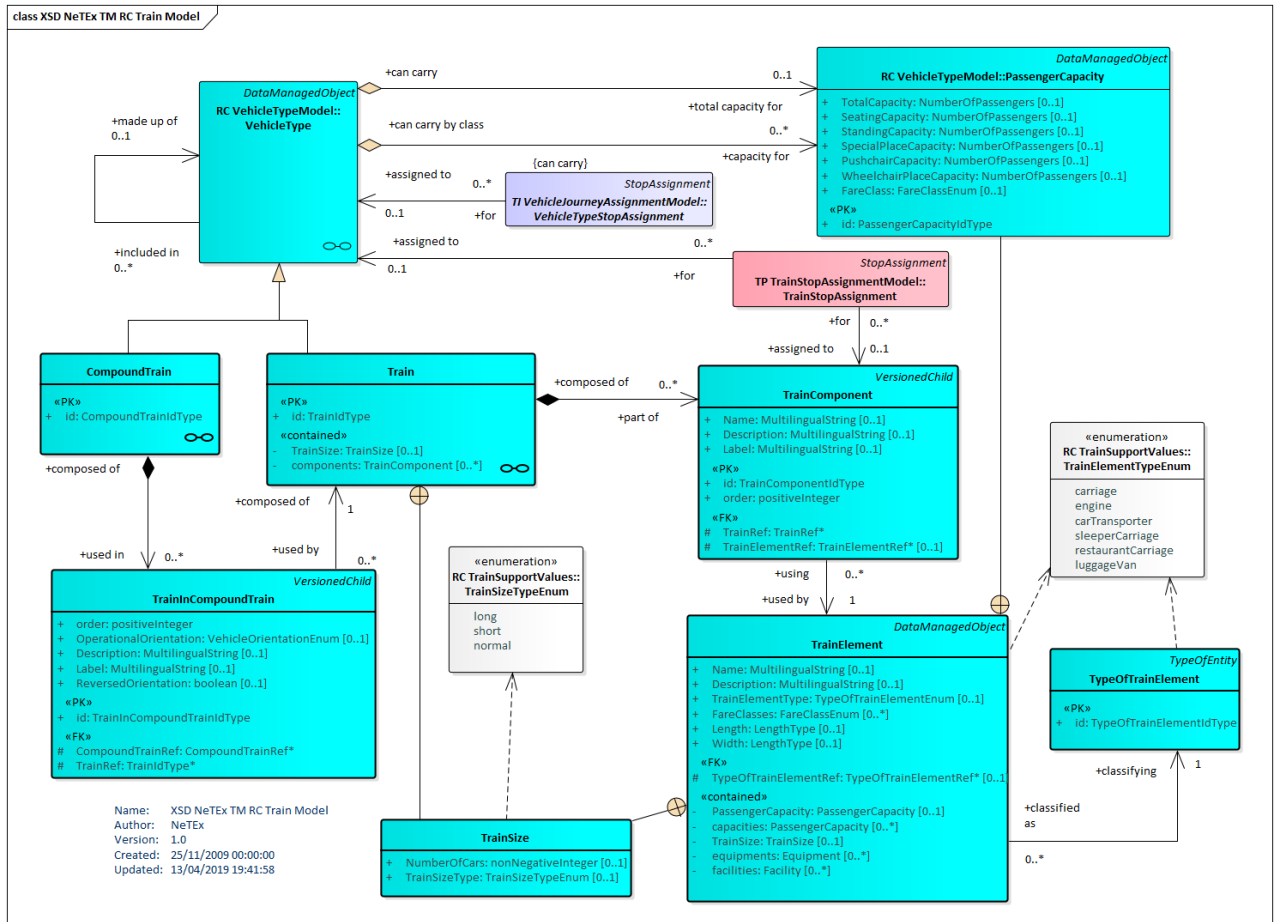 class XSD NeTEx TM RC Train Model
DataManagedObject
RC VehicleTypeModel::
VehicleType
+made up of
0..1
+included in
0..*
+can carry
0..1
+total capacity for
+can carry by class
0..*
+capacity for
{can carry}
DataManagedObject
RC VehicleTypeModel::PassengerCapacity
+ TotalCapacity: NumberOfPassengers [0..1]
+ SeatingCapacity: NumberOfPassengers [0..1]
+ StandingCapacity: NumberOfPassengers [0..1]
+ SpecialPlaceCapacity: NumberOfPassengers [0..1]
+ PushchairCapacity: NumberOfPassengers [0..1]
+ WheelchairPlaceCapacity: NumberOfPassengers [0..1]
+ FareClass: FareClassEnum [0..1]
«PK»
+ id: PassengerCapacityIdType
+assigned to
0..*
0..1
+for
StopAssignment
TI VehicleJourneyAssignmentModel::
VehicleTypeStopAssignment
+assigned to
0..*
0..1
+for
StopAssignment
TP TrainStopAssignmentModel::
TrainStopAssignment
+for
0..*
+assigned to
0..1
CompoundTrain
«PK»
+ id: CompoundTrainIdType
Train
«PK»
+ id: TrainIdType
«contained»
- TrainSize: TrainSize [0..1]
- components: TrainComponent [0..*]
+composed of
0..*
+part of
VersionedChild
TrainComponent
+ Name: MultilingualString [0..1]
+ Description: MultilingualString [0..1]
+ Label: MultilingualString [0..1]
«PK»
+ id: TrainComponentIdType
+ order: positiveInteger
«FK»
# TrainRef: TrainRef*
# TrainElementRef: TrainElementRef* [0..1]
«enumeration»
RC TrainSupportValues::
TrainElementTypeEnum
carriage
engine
carTransporter
sleeperCarriage
restaurantCarriage
luggageVan
+composed of
+used in
0..*
+composed of
1
+used by
0..*
VersionedChild
TrainInCompoundTrain
+ order: positiveInteger
+ OperationalOrientation: VehicleOrientationEnum [0..1]
+ Description: MultilingualString [0..1]
+ Label: MultilingualString [0..1]
+ ReversedOrientation: boolean [0..1]
«PK»
+ id: TrainInCompoundTrainIdType
«FK»
# CompoundTrainRef: CompoundTrainRef*
# TrainRef: TrainIdType*
«enumeration»
RC TrainSupportValues::
TrainSizeTypeEnum
long
short
normal
+using
0..*
+used by
1
DataManagedObject
TrainElement
+ Name: MultilingualString [0..1]
+ Description: MultilingualString [0..1]
+ TrainElementType: TypeOfTrainElementEnum [0..1]
+ FareClasses: FareClassEnum [0..*]
+ Length: LengthType [0..1]
+ Width: LengthType [0..1]
«FK»
# TypeOfTrainElementRef: TypeOfTrainElementRef* [0..1]
«contained»
- PassengerCapacity: PassengerCapacity [0..1]
- capacities: PassengerCapacity [0..*]
- TrainSize: TrainSize [0..1]
- equipments: Equipment [0..*]
- facilities: Facility [0..*]
TypeOfEntity
TypeOfTrainElement
«PK»
+ id: TypeOfTrainElementIdType
+classifying
1
+classified
as
0..*
TrainSize
+ NumberOfCars: nonNegativeInteger [0..1]
+ TrainSizeType: TrainSizeTypeEnum [0..1]
Name: XSD NeTEx TM RC Train Model
Author: NeTEx
Version: 1.0
Created: 25/11/2009 00:00:00
Updated: 13/04/2019 19:41:58